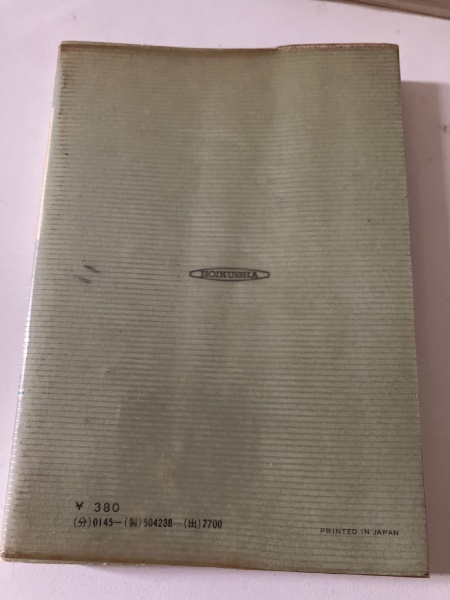 HOIKUSHA
¥ 380
(分)0145-(製)504238 (出)7700
PRINTED IN JAPAN